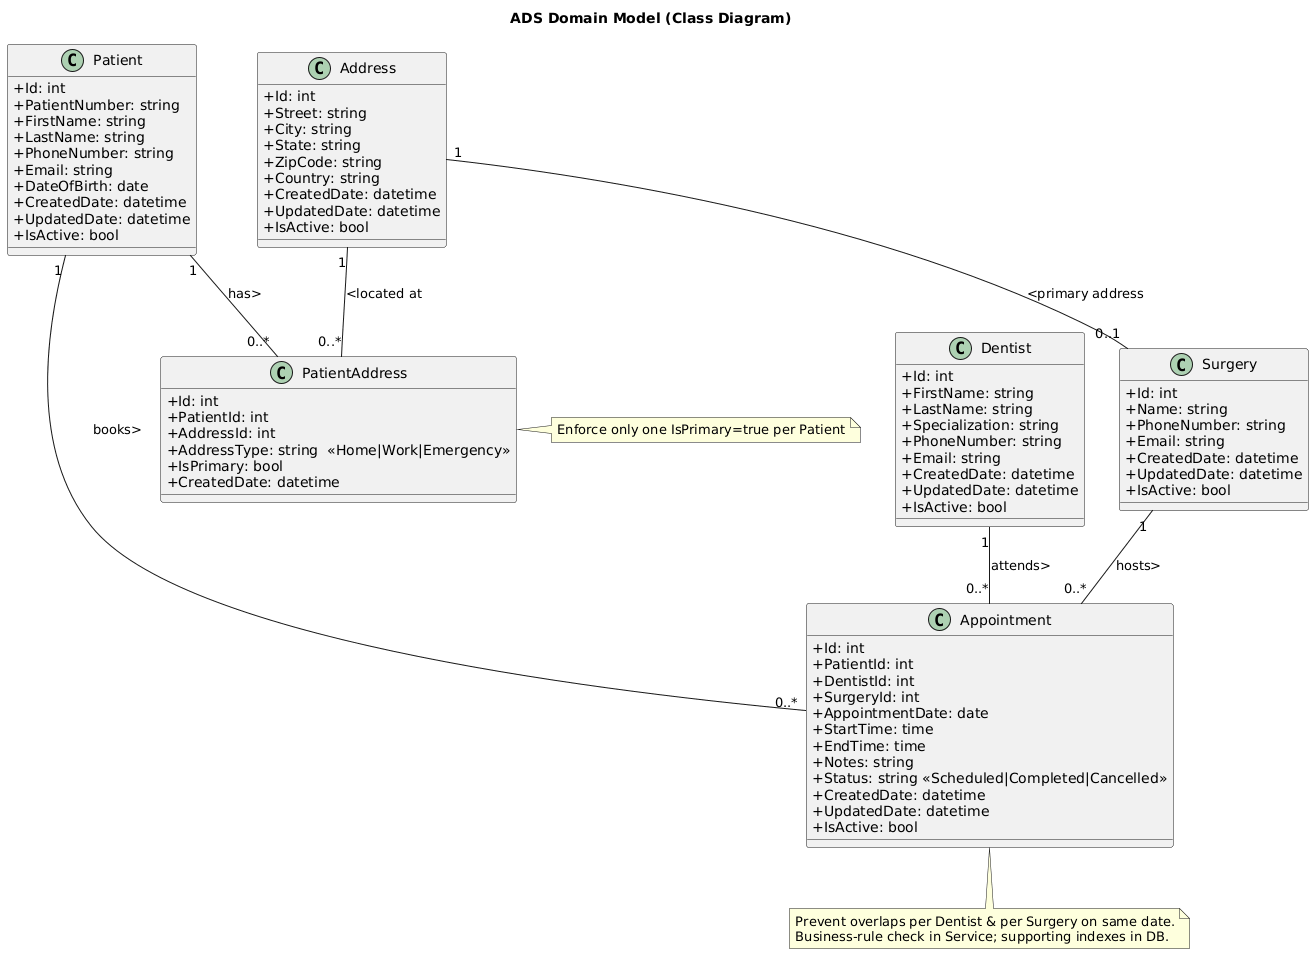 ADS Domain Model (Class Diagram)
C Patient
+Id: int
+PatientNumber: string
+FirstName: string
+LastName: string
+PhoneNumber: string
+Email: string
+DateOfBirth: date
+CreatedDate: datetime
+UpdatedDate: datetime
+IsActive: bool
C Address
+Id: int
+Street: string
+City: string
+State: string
+ZipCode: string
+Country: string
+CreatedDate: datetime
+UpdatedDate: datetime
+IsActive: bool
1
1
1
1
has>
<located at
<primary address
0..*
0..*
0..1
C PatientAddress
+Id: int
+PatientId: int
+AddressId: int
+AddressType: string «Home|Work|Emergency»
+IsPrimary: bool
+CreatedDate: datetime
Enforce only one IsPrimary=true per Patient
C Dentist
+Id: int
+FirstName: string
+LastName: string
+Specialization: string
+PhoneNumber: string
+Email: string
+CreatedDate: datetime
+UpdatedDate: datetime
+IsActive: bool
C Surgery
+Id: int
+Name: string
+PhoneNumber: string
+Email: string
+CreatedDate: datetime
+UpdatedDate: datetime
+IsActive: bool
books>
1
1
attends>
hosts>
0..*
0..*
0..*
C Appointment
+Id: int
+PatientId: int
+DentistId: int
+SurgeryId: int
+AppointmentDate: date
+StartTime: time
+EndTime: time
+Notes: string
+Status: string «Scheduled|Completed|Cancelled»
+CreatedDate: datetime
+UpdatedDate: datetime
+IsActive: bool
Prevent overlaps per Dentist & per Surgery on same date.
Business-rule check in Service; supporting indexes in DB.